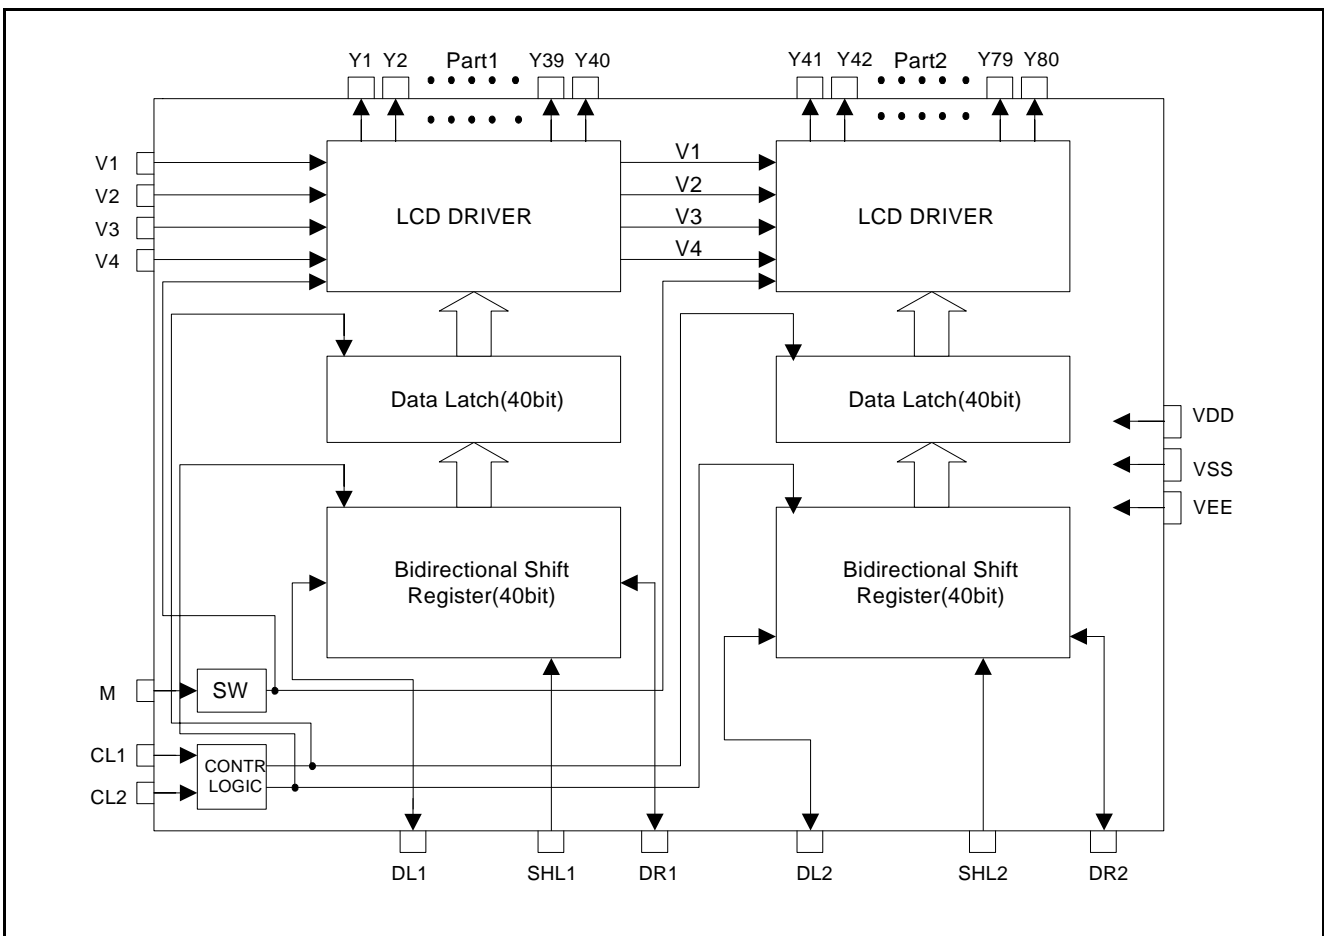 Y1 Y2 Part1 Y39 Y40 Y41 Y42 Part2 Y79 Y80
V1
V2
V3
V4
LCD DRIVER
V1
V2
V3
V4
LCD DRIVER
Data Latch(40bit)
Data Latch(40bit)
VDD
VSS
VEE
Bidirectional Shift
Register(40bit)
Bidirectional Shift
Register(40bit)
M
SW
CL1
CL2
CONTR
LOGIC
DL1 SHL1 DR1 DL2 SHL2 DR2